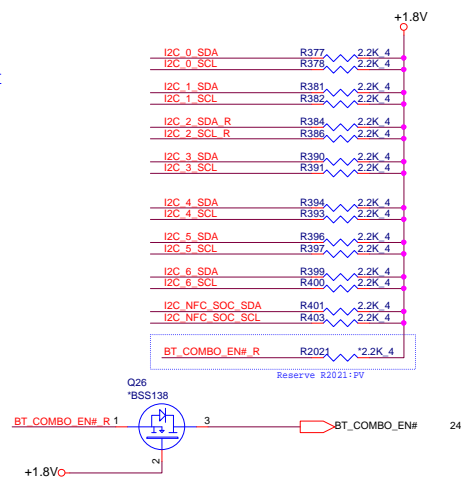 +1.8V
I2C_0_SDA R377 2.2K_4
I2C_0_SCL R378 2.2K_4
I2C_1_SDA R381 2.2K_4
I2C_1_SCL R382 2.2K_4
I2C_2_SDA_R R384 2.2K_4
I2C_2_SCL_R R386 2.2K_4
I2C_3_SDA R390 2.2K_4
I2C_3_SCL R391 2.2K_4
I2C_4_SDA R394 2.2K_4
I2C_4_SCL R393 2.2K_4
I2C_5_SDA R396 2.2K_4
I2C_5_SCL R397 2.2K_4
I2C_6_SDA R399 2.2K_4
I2C_6_SCL R400 2.2K_4
I2C_NFC_SOC_SDA R401 2.2K_4
I2C_NFC_SOC_SCL R403 2.2K_4
BT_COMBO_EN#_R R2021 *2.2K_4
Reserve R2021:PV
Q26
*BSS138
BT_COMBO_EN#_R 1 3 BT_COMBO_EN# 24
2
+1.8V